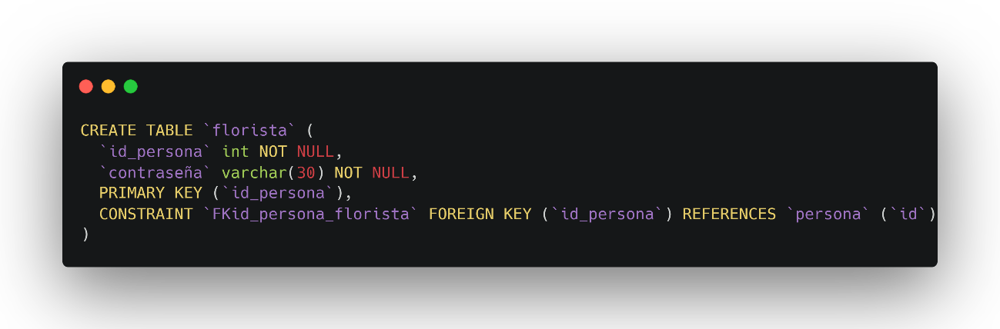 CREATE TABLE `florista` (
  `id_persona` int NOT NULL,
  `contraseña` varchar(30) NOT NULL,
  PRIMARY KEY (`id_persona`),
  CONSTRAINT `FKid_persona_florista` FOREIGN KEY (`id_persona`) REFERENCES `persona` (`id`)
)